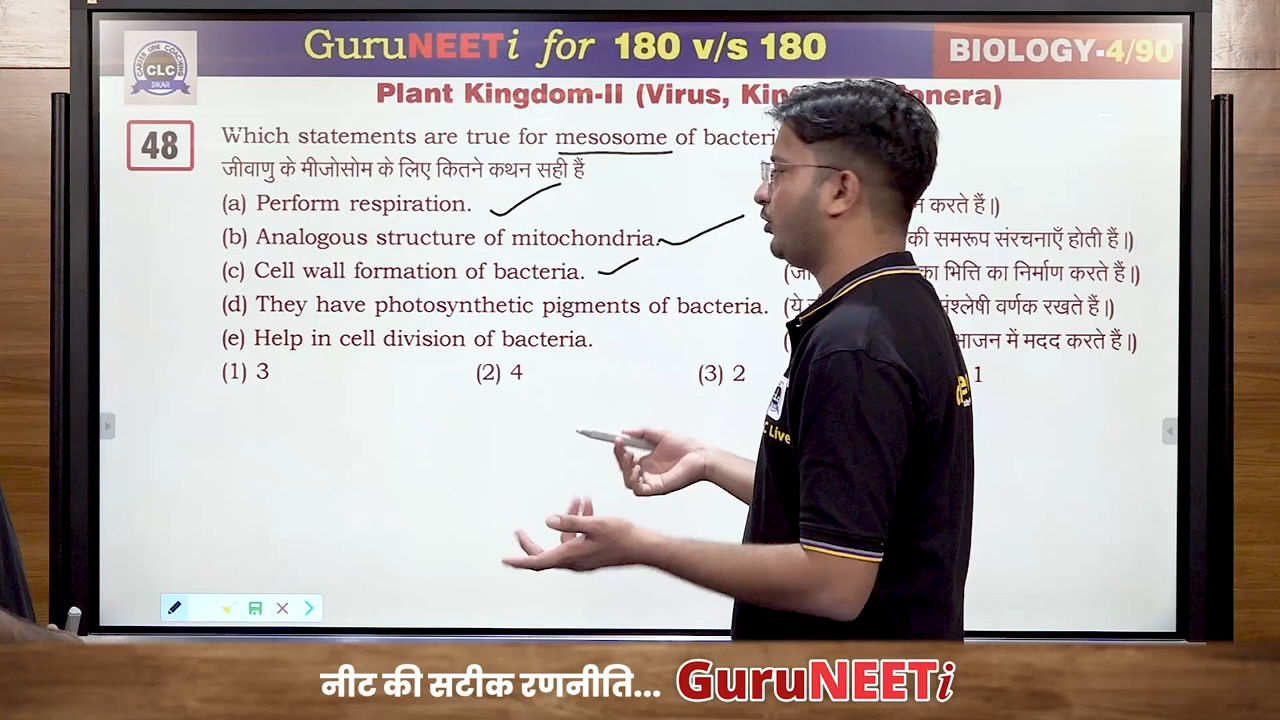 GuruNEETi for 180 v/s 180
BIOLOGY-4/90
CLC
SIKAR
Plant Kingdom-II (Virus,
48
Which statements are true for mesosome of
जीवाणु के मीजोसोम के लिए कितने कथन सही हैं
(a) Perform respiration.
करते हैं।)
(b) Analogous structure of mitochondria.
की समरूप संरचनाएँ होती हैं।)
(c) Cell wall formation of bacteria.
का भित्ति का निर्माण करते हैं।)
(d) They have photosynthetic pigments of bacteria.
वर्णक रखते हैं।)
(e) Help in cell division of bacteria.
में मदद करते हैं।)
(1) 3 (2) 4 (3) 2 1
Live
नीट की सटीक रणनीति... GuruNEETi